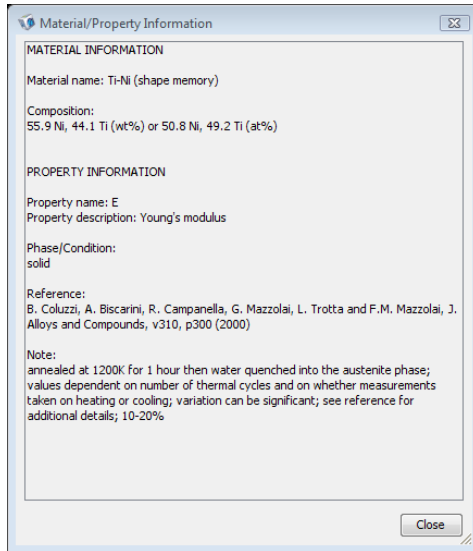 Material/Property Information
MATERIAL INFORMATION
Material name: Ti-Ni (shape memory)
Composition:
55.9 Ni, 44.1 Ti (wt%) or 50.8 Ni, 49.2 Ti (at%)
PROPERTY INFORMATION
Property name: E
Property description: Young's modulus
Phase/Condition:
solid
Reference:
B. Coluzzi, A. Biscarini, R. Campanella, G. Mazzolai, L. Trotta and F.M. Mazzolai, J.
Alloys and Compounds, v310, p300 (2000)
Note:
annealed at 1200K for 1 hour then water quenched into the austenite phase;
values dependent on number of thermal cycles and on whether measurements
taken on heating or cooling; variation can be significant; see reference for
additional details; 10-20%
Close